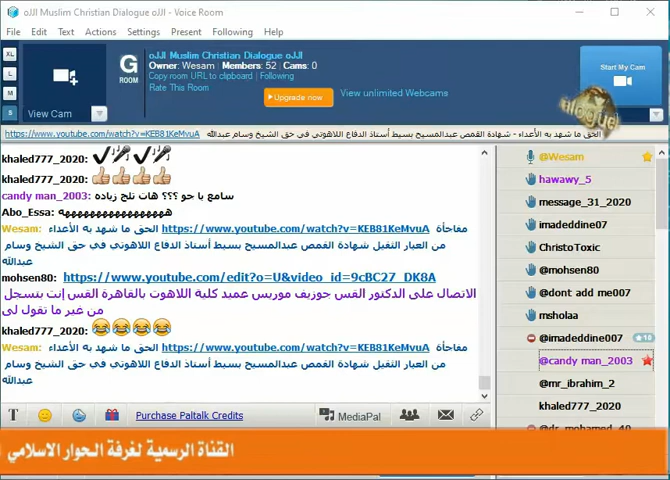 oJJI Muslim Christian Dialogue oJJI - Voice Room
File Edit Text Actions Settings Present Following Help
XL
L
M
S
View Cam
G
ROOM
oJJI Muslim Christian Dialogue oJJI
Owner: Wesam | Members: 52 | Cams: 0
Copy room URL to clipboard | Following
Rate This Room
Upgrade now
View unlimited Webcams
Start My Cam
https://www.youtube.com/watch?v=KEB81KeMvuA الحق ما شهد به الأعداء - شهادة القمص عبدالمسيح بسيط أستاذ الدفاع اللاهوتي في حق الشيخ وسام عبدالله
khaled777_2020:
khaled777_2020:
candy man_2003: سامع يا جو ؟؟؟ هات تلج زياده
Abo_Essa: هههههههههههههههههه
Wesam: مفاجأة https://www.youtube.com/watch?v=KEB81KeMvuA الحق ما شهد به الأعداء
من العيار الثقيل شهادة القمص عبدالمسيح بسيط أستاذ الدفاع اللاهوتي في حق الشيخ وسام
عبدالله
mohsen80: https://www.youtube.com/edit?o=U&video_id=9cBC27_DK8A
الاتصال على الدكتور القس جوزيف موريس عميد كلية اللاهوت بالقاهرة القس إنت بتسجل
من غير ما تقول لى
khaled777_2020:
Wesam: مفاجأة https://www.youtube.com/watch?v=KEB81KeMvuA الحق ما شهد به الأعداء
من العيار الثقيل شهادة القمص عبدالمسيح بسيط أستاذ الدفاع اللاهوتي في حق الشيخ وسام
عبدالله
@Wesam
hawawy_5
message_31_2020
imadeddine07
ChristoToxic
@mohsen80
@dont add me007
msholaa
@imadeddine007
10
@candy man_2003
@mr_ibrahim_2
khaled777_2020
@dr_mohamed_40
T
Purchase Paltalk Credits
MediaPal
القناة الرسمية لغرفة الحوار الاسلامي